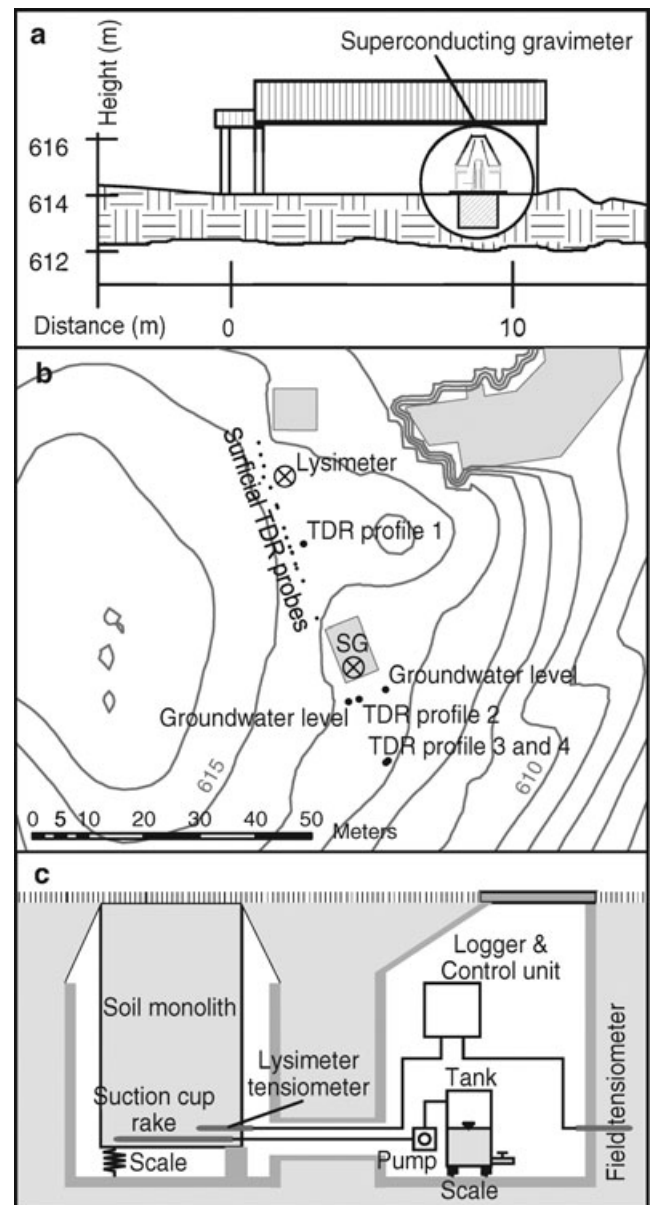 a
Superconducting gravimeter
Height (m)
616
614
612
Distance (m) 0 10
b
Lysimeter
Surficial TDR probes
TDR profile 1
SG
Groundwater level
Groundwater level
TDR profile 2
TDR profile 3 and 4
615
610
0 5 10 20 30 40 50
Meters
c
Logger &
Control unit
Soil monolith
Lysimeter
tensiometer
Suction cup
rake
Tank
Field tensiometer
Scale
Pump
Scale